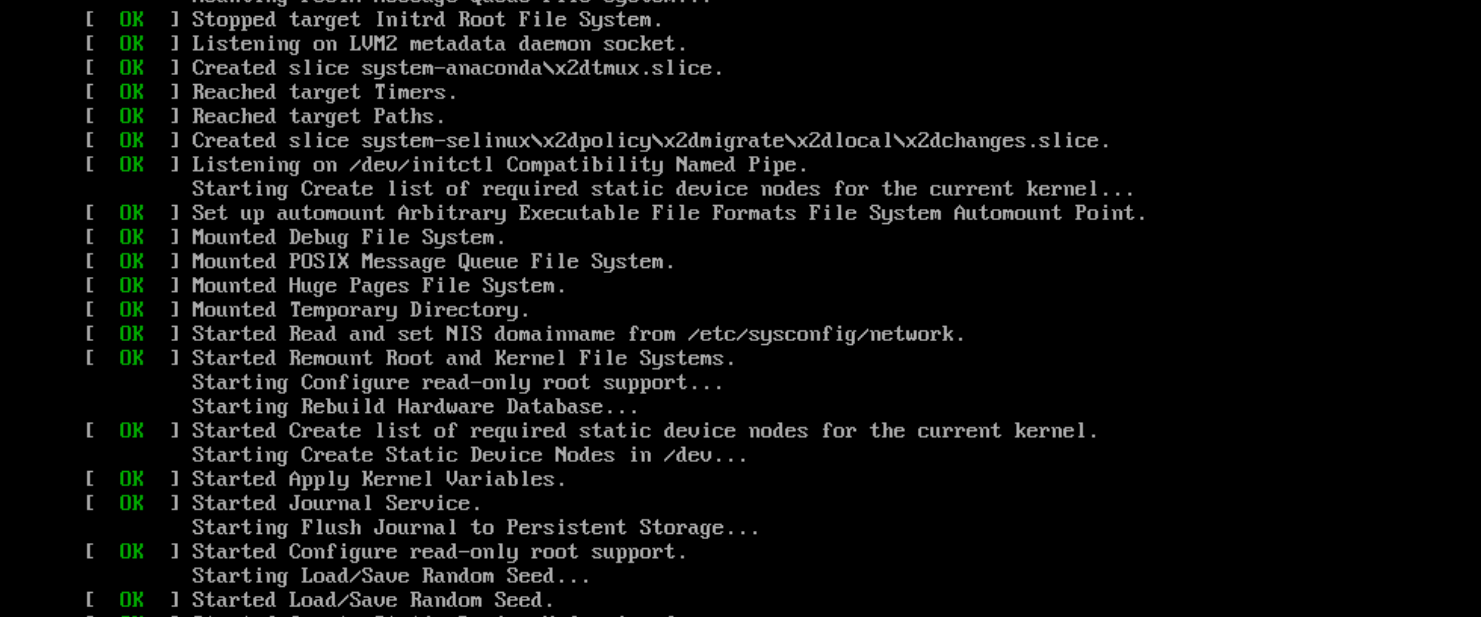 [  OK  ] Stopped target Initrd Root File System.
[  OK  ] Listening on LVM2 metadata daemon socket.
[  OK  ] Created slice system-anaconda\x2dtmux.slice.
[  OK  ] Reached target Timers.
[  OK  ] Reached target Paths.
[  OK  ] Created slice system-selinux\x2dpolicy\x2dmigrate\x2dlocal\x2dchanges.slice.
[  OK  ] Listening on /dev/initctl Compatibility Named Pipe.
         Starting Create list of required static device nodes for the current kernel...
[  OK  ] Set up automount Arbitrary Executable File Formats File System Automount Point.
[  OK  ] Mounted Debug File System.
[  OK  ] Mounted POSIX Message Queue File System.
[  OK  ] Mounted Huge Pages File System.
[  OK  ] Mounted Temporary Directory.
[  OK  ] Started Read and set NIS domainname from /etc/sysconfig/network.
[  OK  ] Started Remount Root and Kernel File Systems.
         Starting Configure read-only root support...
         Starting Rebuild Hardware Database...
[  OK  ] Started Create list of required static device nodes for the current kernel.
         Starting Create Static Device Nodes in /dev...
[  OK  ] Started Apply Kernel Variables.
[  OK  ] Started Journal Service.
         Starting Flush Journal to Persistent Storage...
[  OK  ] Started Configure read-only root support.
         Starting Load/Save Random Seed...
[  OK  ] Started Load/Save Random Seed.